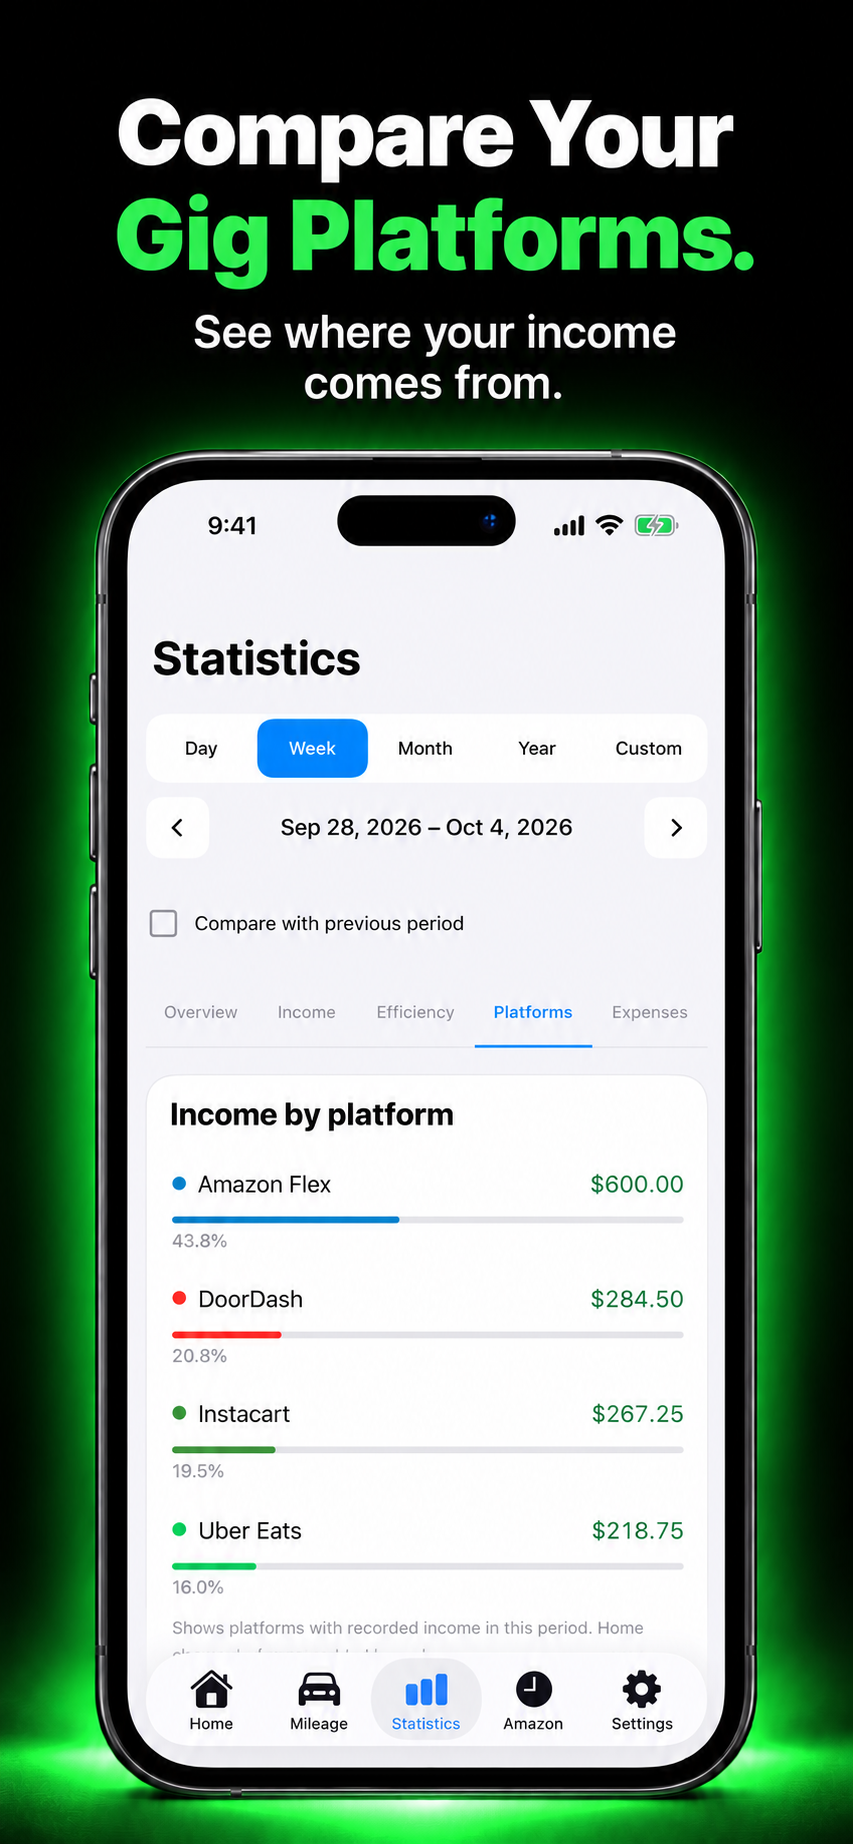 Compare Your
Gig Platforms.
See where your income
comes from.
9:41
Statistics
Day Week Month Year Custom
Sep 28, 2026 – Oct 4, 2026
Compare with previous period
Overview Income Efficiency Platforms Expenses
Income by platform
Amazon Flex $600.00
43.8%
DoorDash $284.50
20.8%
Instacart $267.25
19.5%
Uber Eats $218.75
16.0%
Shows platforms with recorded income in this period. Home
Home Mileage Statistics Amazon Settings